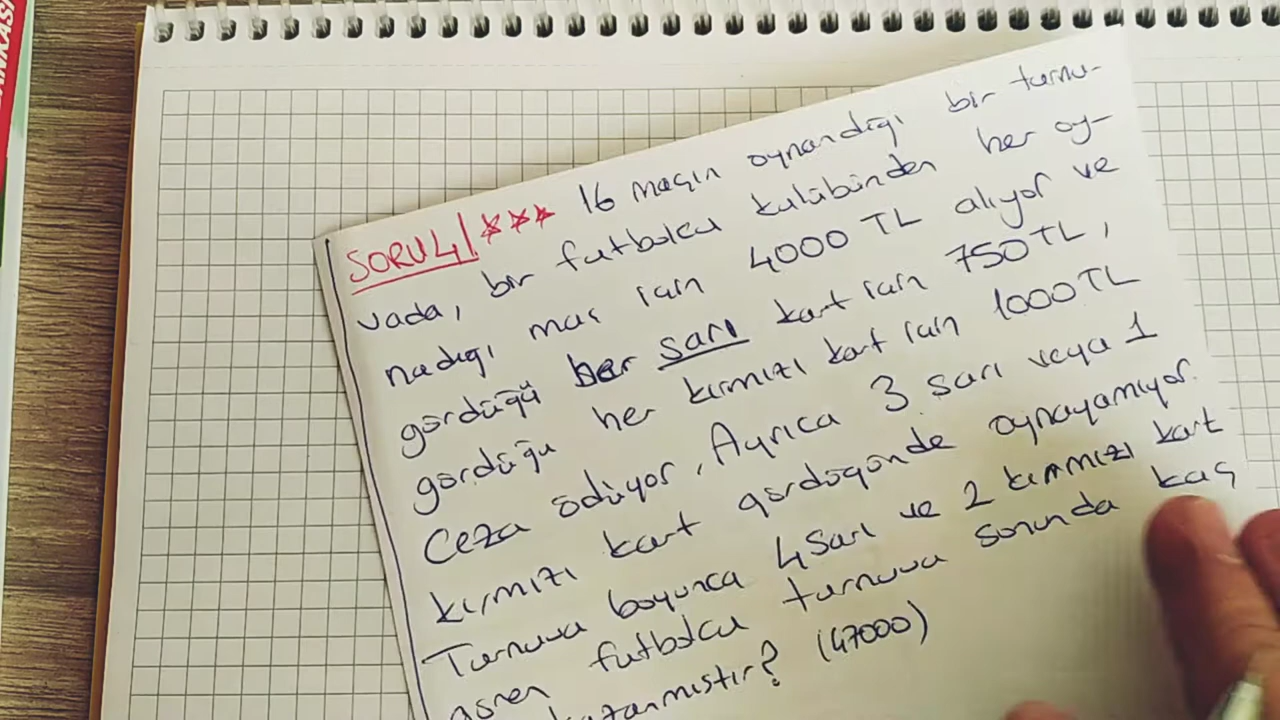 ANKASI
SORU 4! *** 16 maçın oynandığı bir turnu-
vada, bir futbolcu kulübünden her oy-
nadığı maç için 4000 TL alıyor ve
gördüğü her sarı kart için 750 TL,
gördüğü her kırmızı kart için 1000 TL
Ceza ödüyor. Ayrıca 3 sarı veya 1
kırmızı kart gördüğünde oynayamıyor.
Turnuva boyunca 4 sarı ve 2 kırmızı kart
gören futbolcu turnuva sonunda kaç
kazanmıştır? (47000)